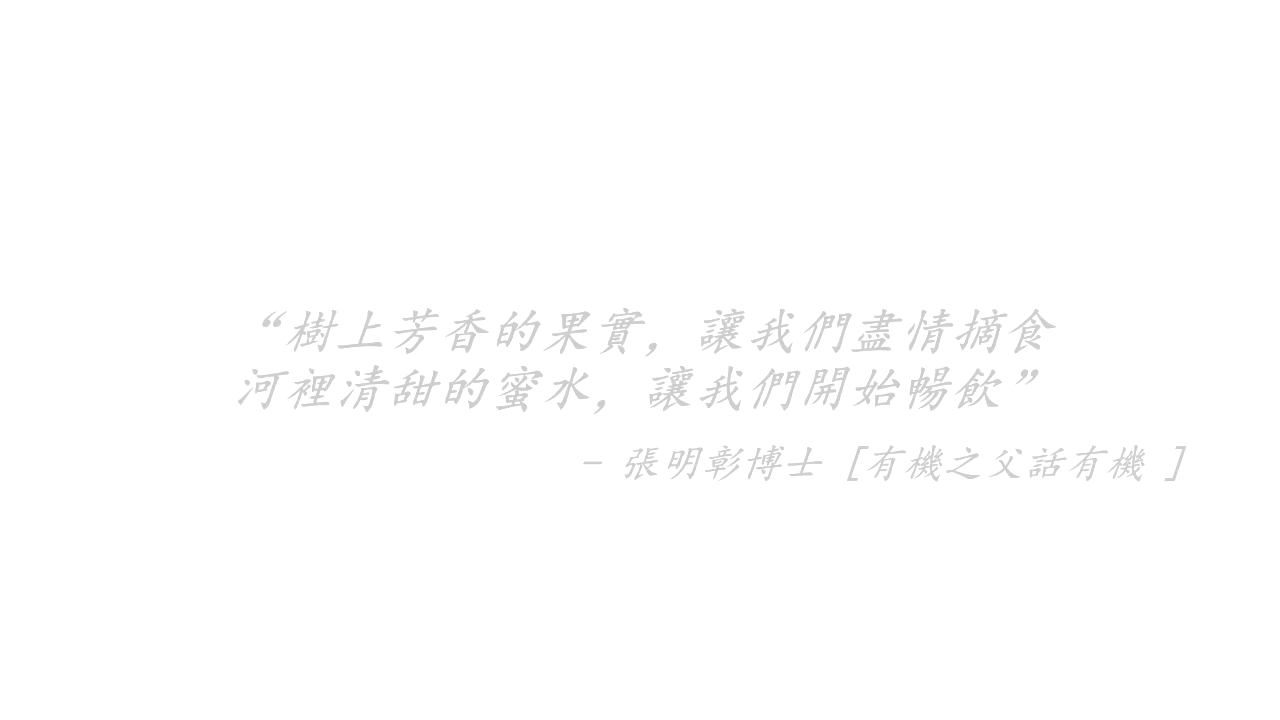 “樹上芳香的果實，讓我們盡情摘食
河裡清甜的蜜水，讓我們開始暢飲”
- 張明彰博士 [有機之父話有機 ]